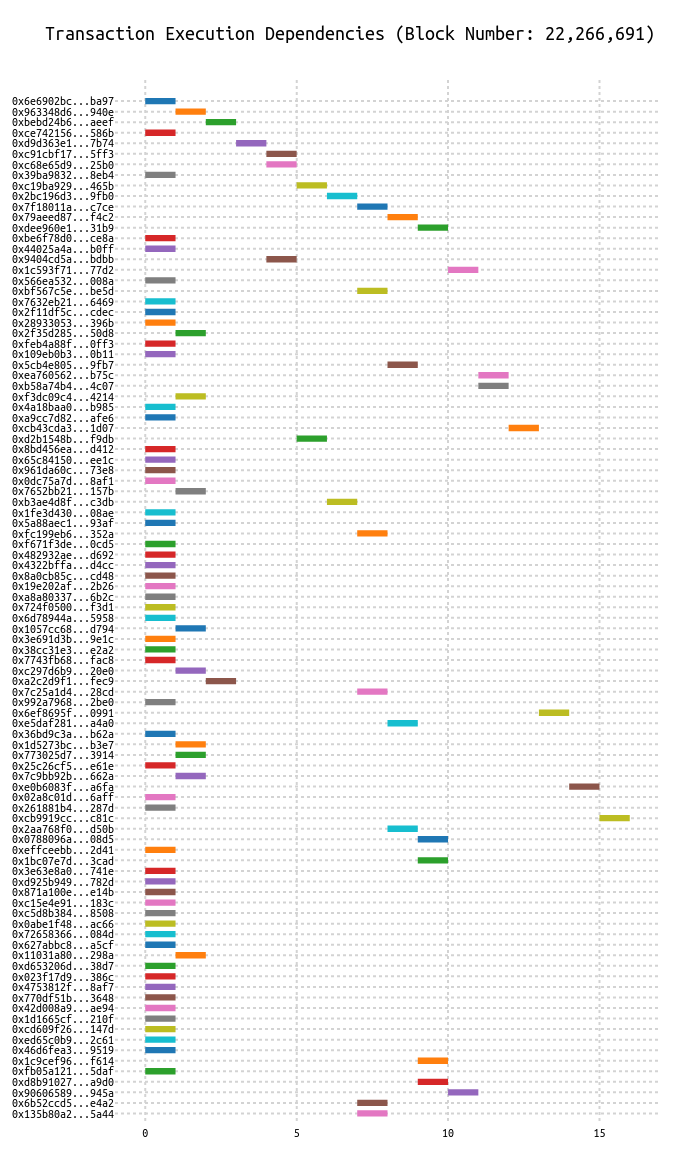 Transaction Execution Dependencies (Block Number: 22,266,691)
0x6e6902bc...ba97
0x963348d6...940e
0xbebd24b6...aeef
0xce742156...586b
0xd9d363e1...7b74
0xc91cbf17...5ff3
0xc68e65d9...25b0
0x39ba9832...8eb4
0xc19ba929...465b
0x2bc196d3...9fb0
0x7f18011a...c7ce
0x79aeed87...f4c2
0xdee960e1...31b9
0xbe6f78d0...ce8a
0x44025a4a...b0ff
0x9404cd5a...bdbb
0x1c593f71...77d2
0x566ea532...008a
0xbf567c5e...be5d
0x7632eb21...6469
0x2f11df5c...cdec
0x28933053...396b
0x2f35d285...50d8
0xfeb4a88f...0ff3
0x109eb0b3...0b11
0x5cb4e805...9fb7
0xea760562...b75c
0xb58a74b4...4c07
0xf3dc09c4...4214
0x4a18baa0...b985
0xa9cc7d82...afe6
0xcb43cda3...1d07
0xd2b1548b...f9db
0x8bd456ea...d412
0x65c84150...ee1c
0x961da60c...73e8
0x0dc75a7d...8af1
0x7652bb21...157b
0xb3ae4d8f...c3db
0x1fe3d430...08ae
0x5a88aec1...93af
0xfc199eb6...352a
0xf671f3de...0cd5
0x482932ae...d692
0x4322bffa...d4cc
0x8a0cb85c...cd48
0x19e202af...2b26
0xa8a80337...6b2c
0x724f0500...f3d1
0x6d78944a...5958
0x1057cc68...d794
0x3e691d3b...9e1c
0x38cc31e3...e2a2
0x7743fb68...fac8
0xc297d6b9...20e0
0xa2c2d9f1...fec9
0x7c25a1d4...28cd
0x992a7968...2be0
0x6ef8695f...0991
0xe5daf281...a4a0
0x36bd9c3a...b62a
0x1d5273bc...b3e7
0x773025d7...3914
0x25c26cf5...e61e
0x7c9bb92b...662a
0xe0b6083f...a6fa
0x02a8c01d...6aff
0x261881b4...287d
0xcb9919cc...c81c
0x2aa768f0...d50b
0x0788096a...08d5
0xeffceebb...2d41
0x1bc07e7d...3cad
0x3e63e8a0...741e
0xd925b949...782d
0x871a100e...e14b
0xc15e4e91...183c
0xc5d8b384...8508
0x0abe1f48...ac66
0x72658366...084d
0x627abbc8...a5cf
0x11031a80...298a
0xd653206d...38d7
0x023f17d9...386c
0x4753812f...8af7
0x770df51b...3648
0x42d008a9...ae94
0x1d1665cf...210f
0xcd609f26...147d
0xed65c0b9...2c61
0x46d6fea3...9519
0x1c9cef96...f614
0xfb05a121...5daf
0xd8b91027...a9d0
0x90606589...945a
0x6b52ccd5...e4a2
0x135b80a2...5a44
0 5 10 15